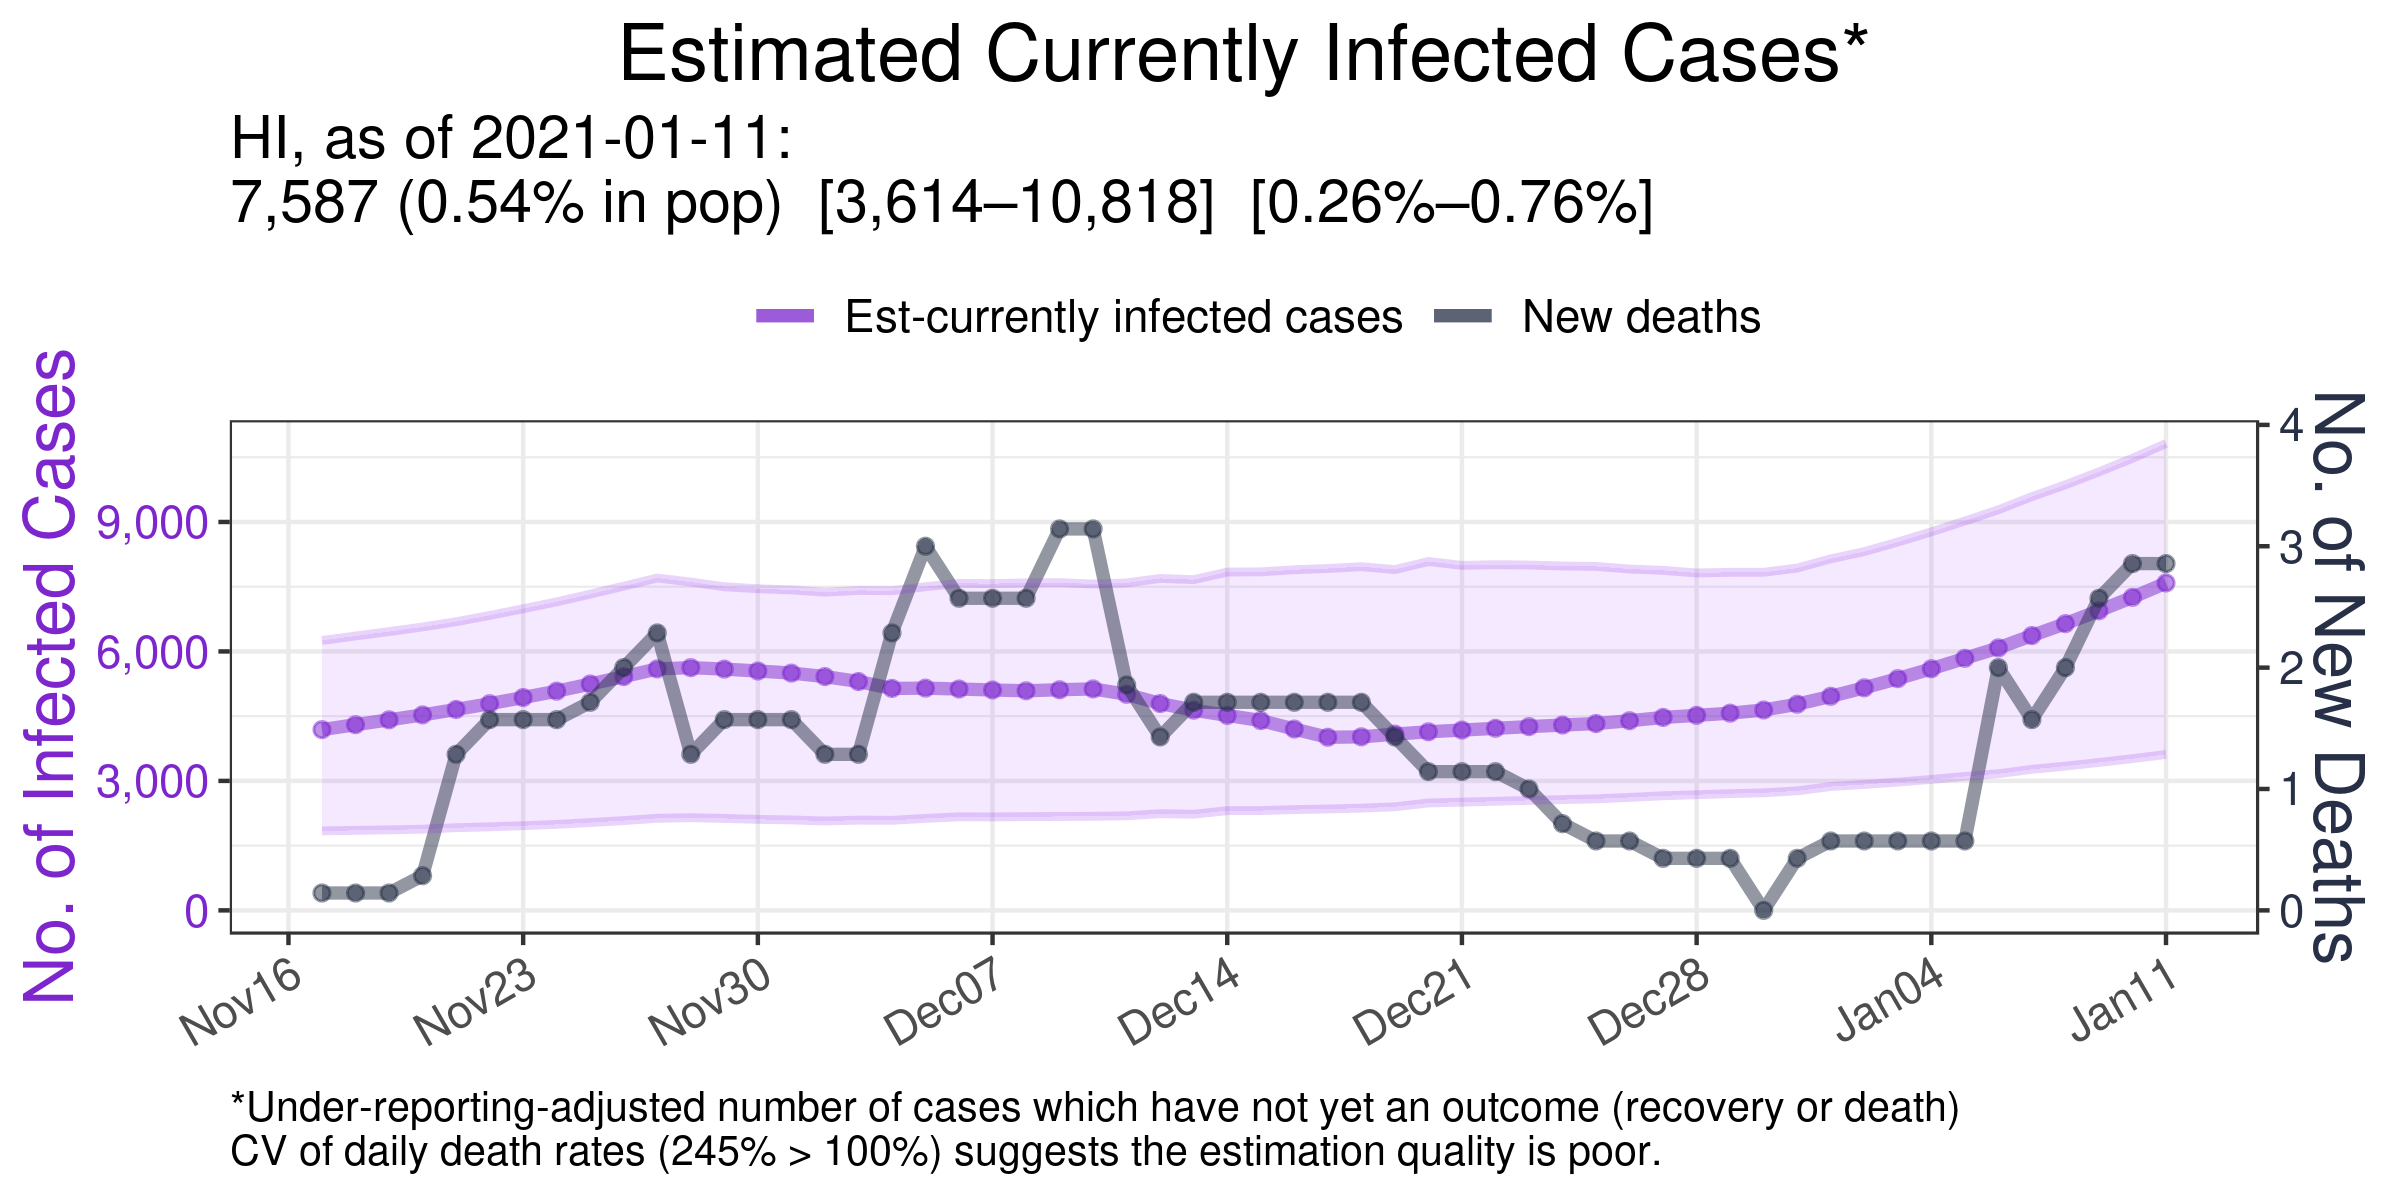 Estimated Currently Infected Cases*
HI, as of 2021-01-11:
7,587 (0.54% in pop)  [3,614–10,818]  [0.26%–0.76%]
Est-currently infected cases
New deaths
No. of Infected Cases
9,000
6,000
3,000
0
4
3
2
1
0
No. of New Deaths
Nov16
Nov23
Nov30
Dec07
Dec14
Dec21
Dec28
Jan04
Jan11
*Under-reporting-adjusted number of cases which have not yet an outcome (recovery or death)
CV of daily death rates (245% > 100%) suggests the estimation quality is poor.